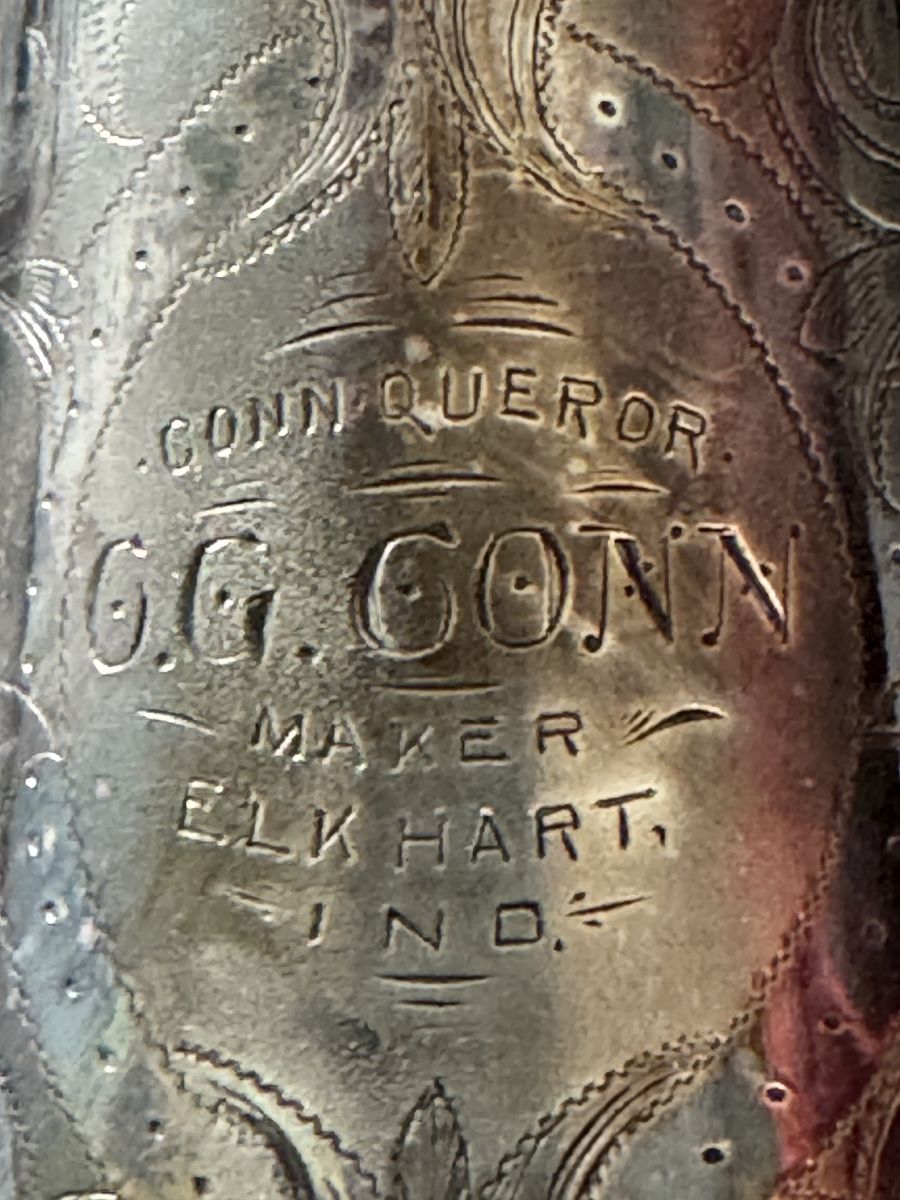 .CONN-QUEROR.
C.G. CONN
MAKER
ELKHART,
IND.